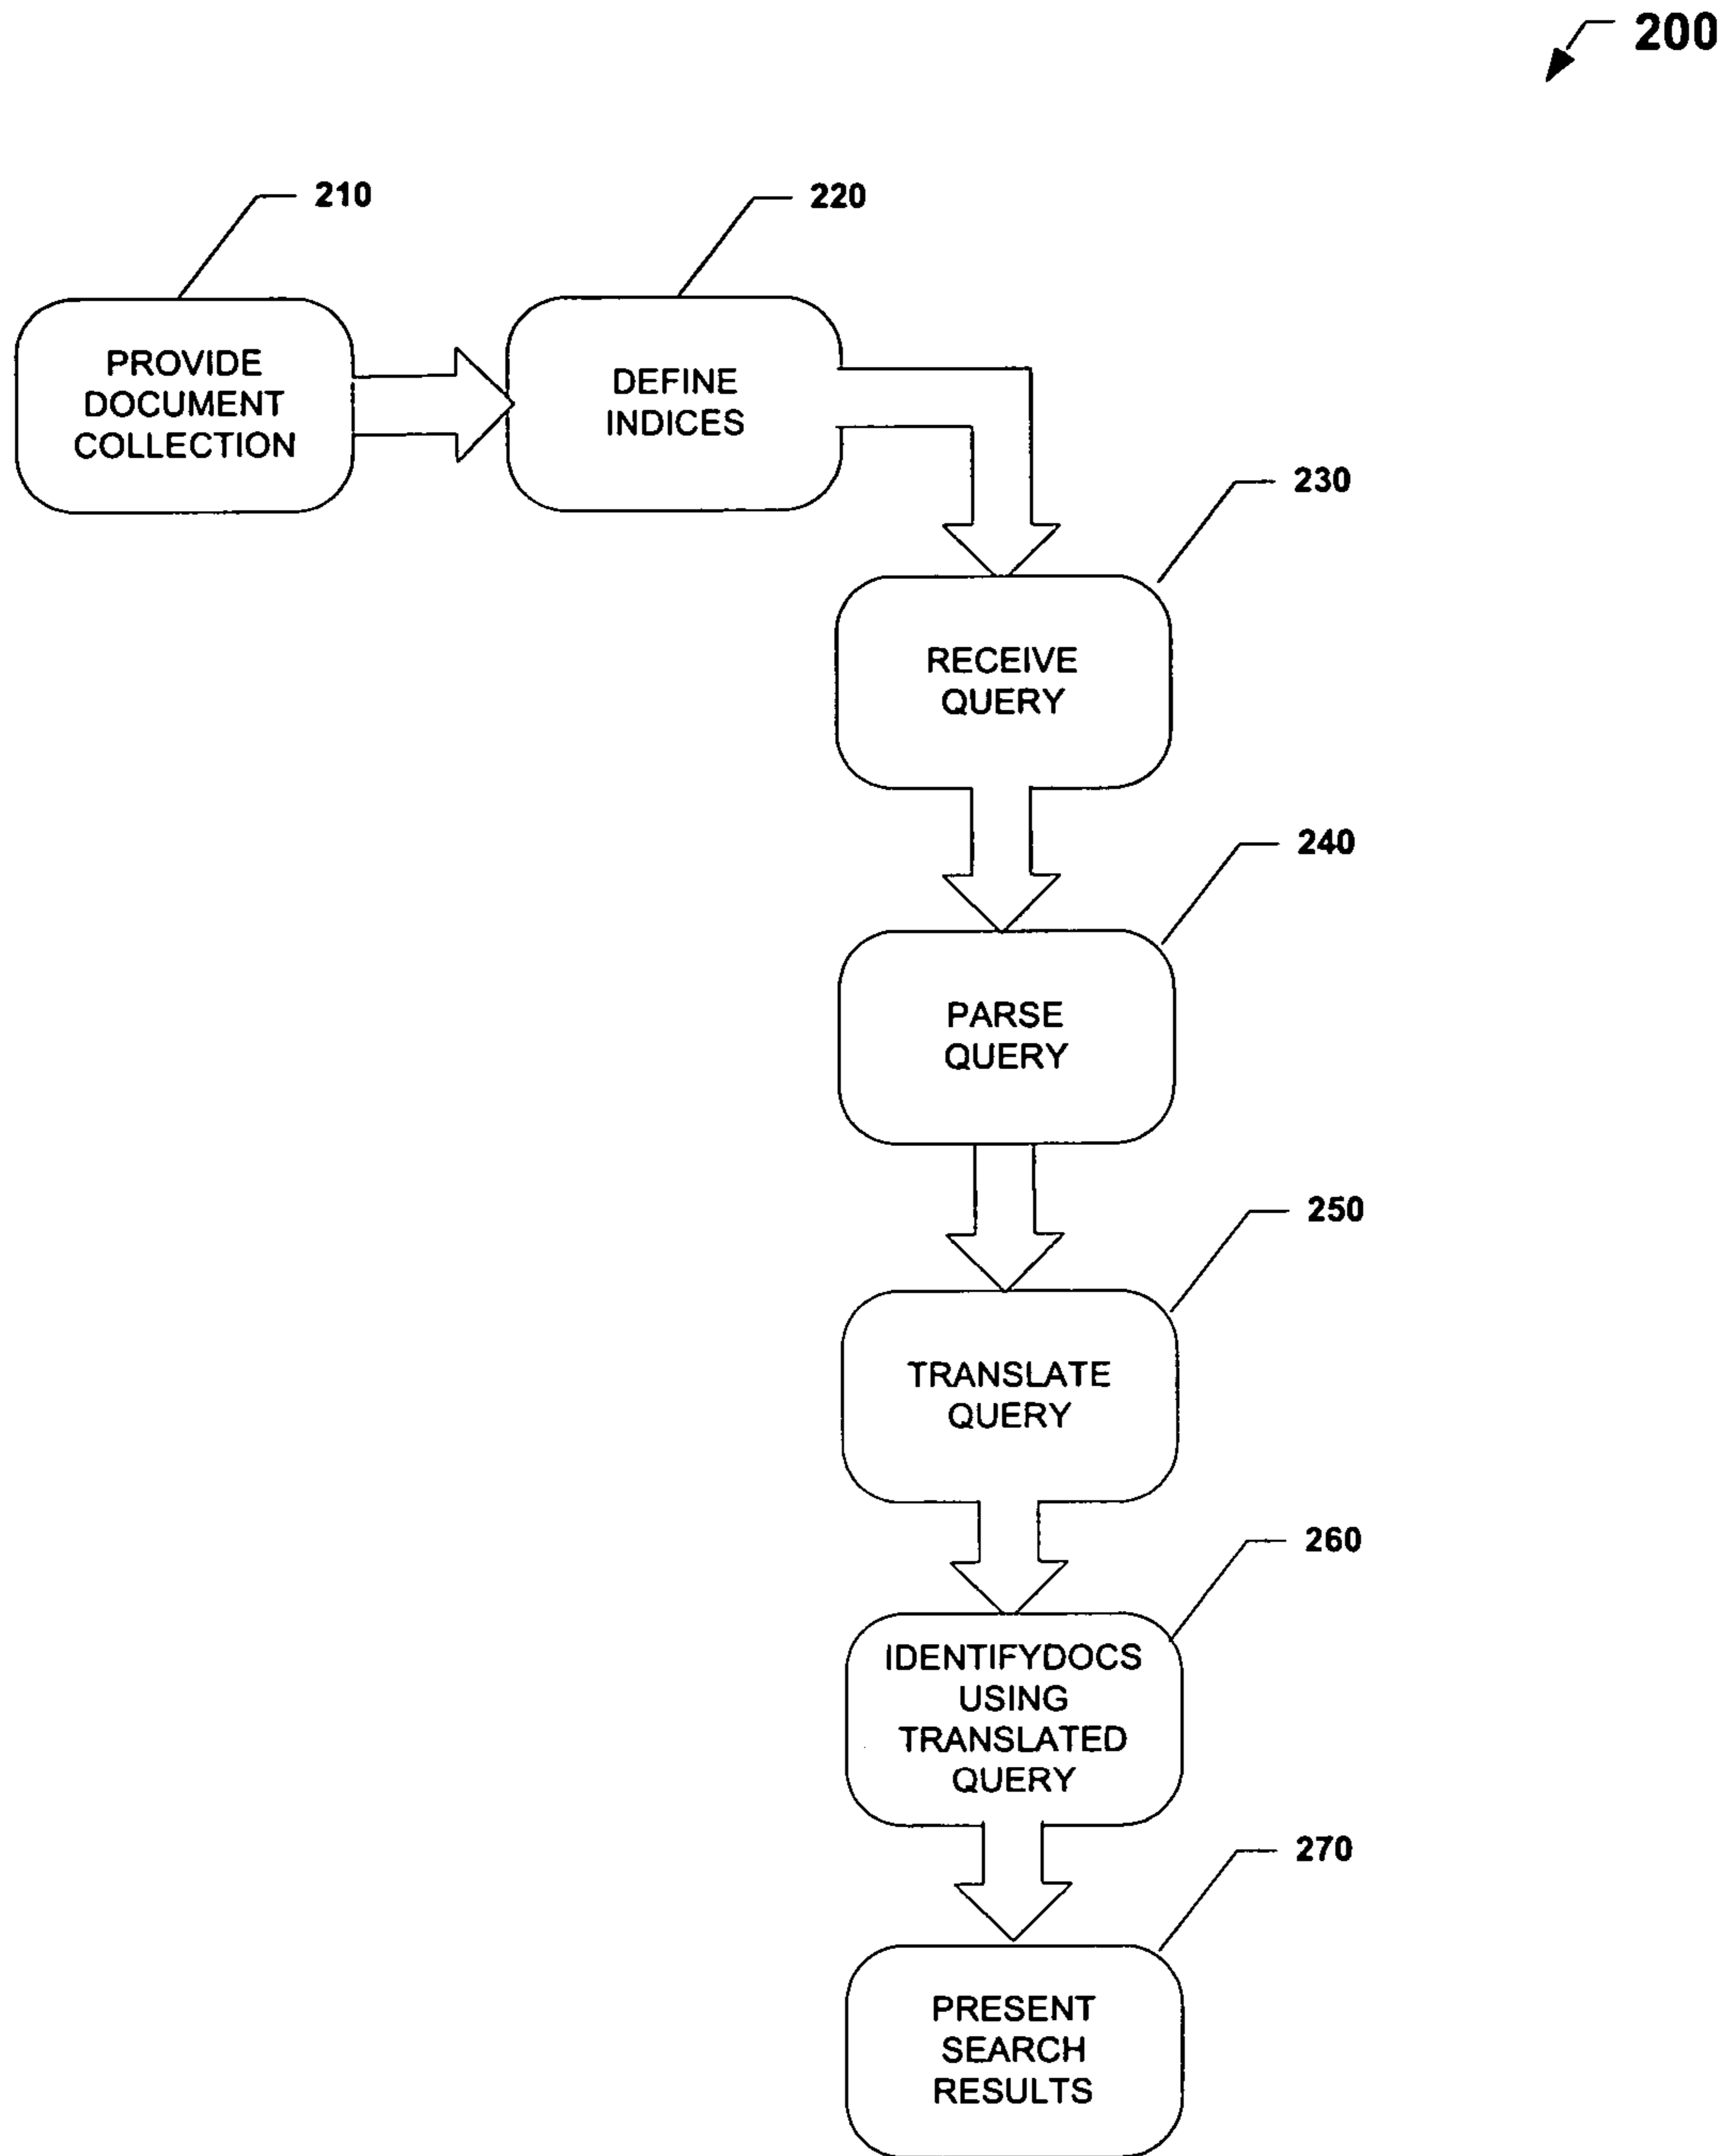 200
210
220
PROVIDE
DOCUMENT
COLLECTION
DEFINE
INDICES
230
RECEIVE
QUERY
240
PARSE
QUERY
250
TRANSLATE
QUERY
260
IDENTIFYDOCS
USING
TRANSLATED
QUERY
270
PRESENT
SEARCH
RESULTS